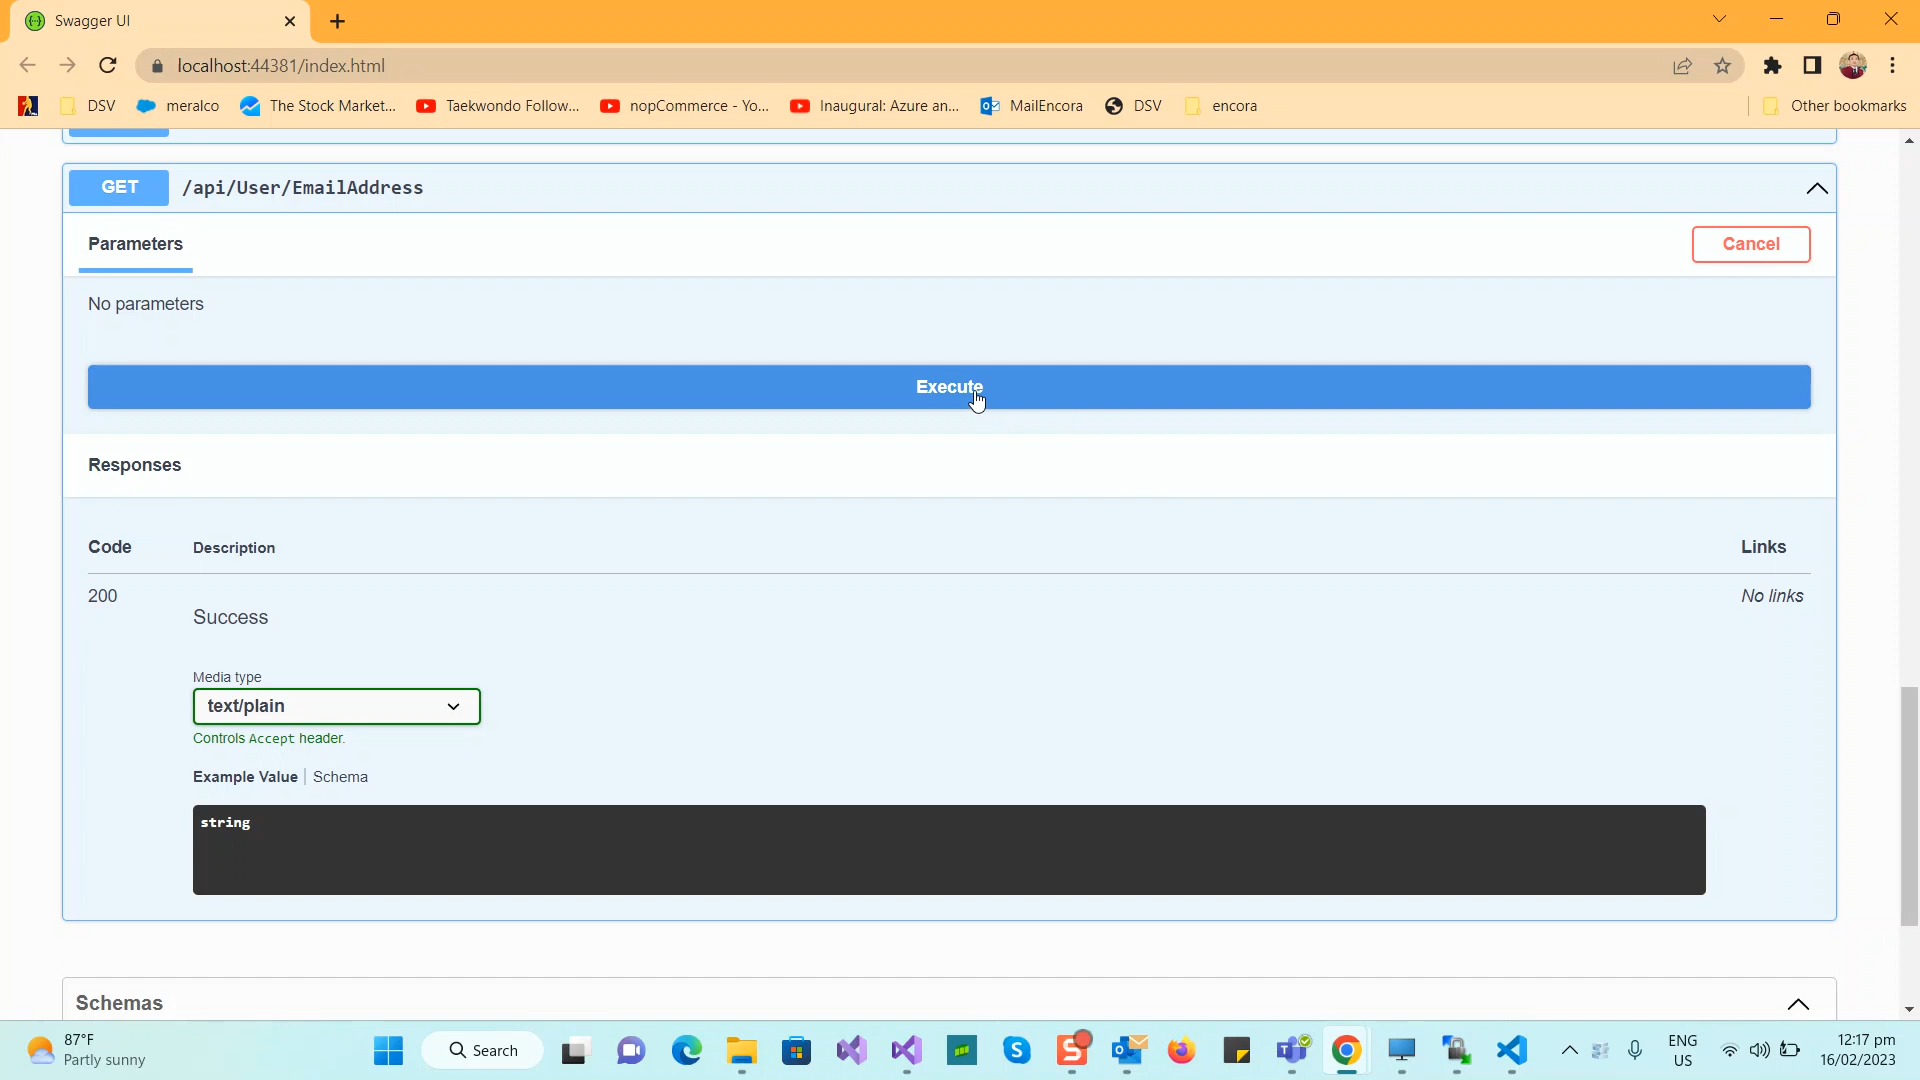 Swagger UI
localhost:44381/index.html
DSV
meralco
The Stock Market...
Taekwondo Follow...
nopCommerce - Yo...
Inaugural: Azure an...
MailEncora
DSV
encora
Other bookmarks
GET /api/User/EmailAddress
Parameters
Cancel
No parameters
Execute
Responses
Code Description Links
200 No links
Success
Media type
text/plain
Controls Accept header.
Example Value | Schema
string
Schemas
87°F
Partly sunny
Search
ENG
US
12:17 pm
16/02/2023